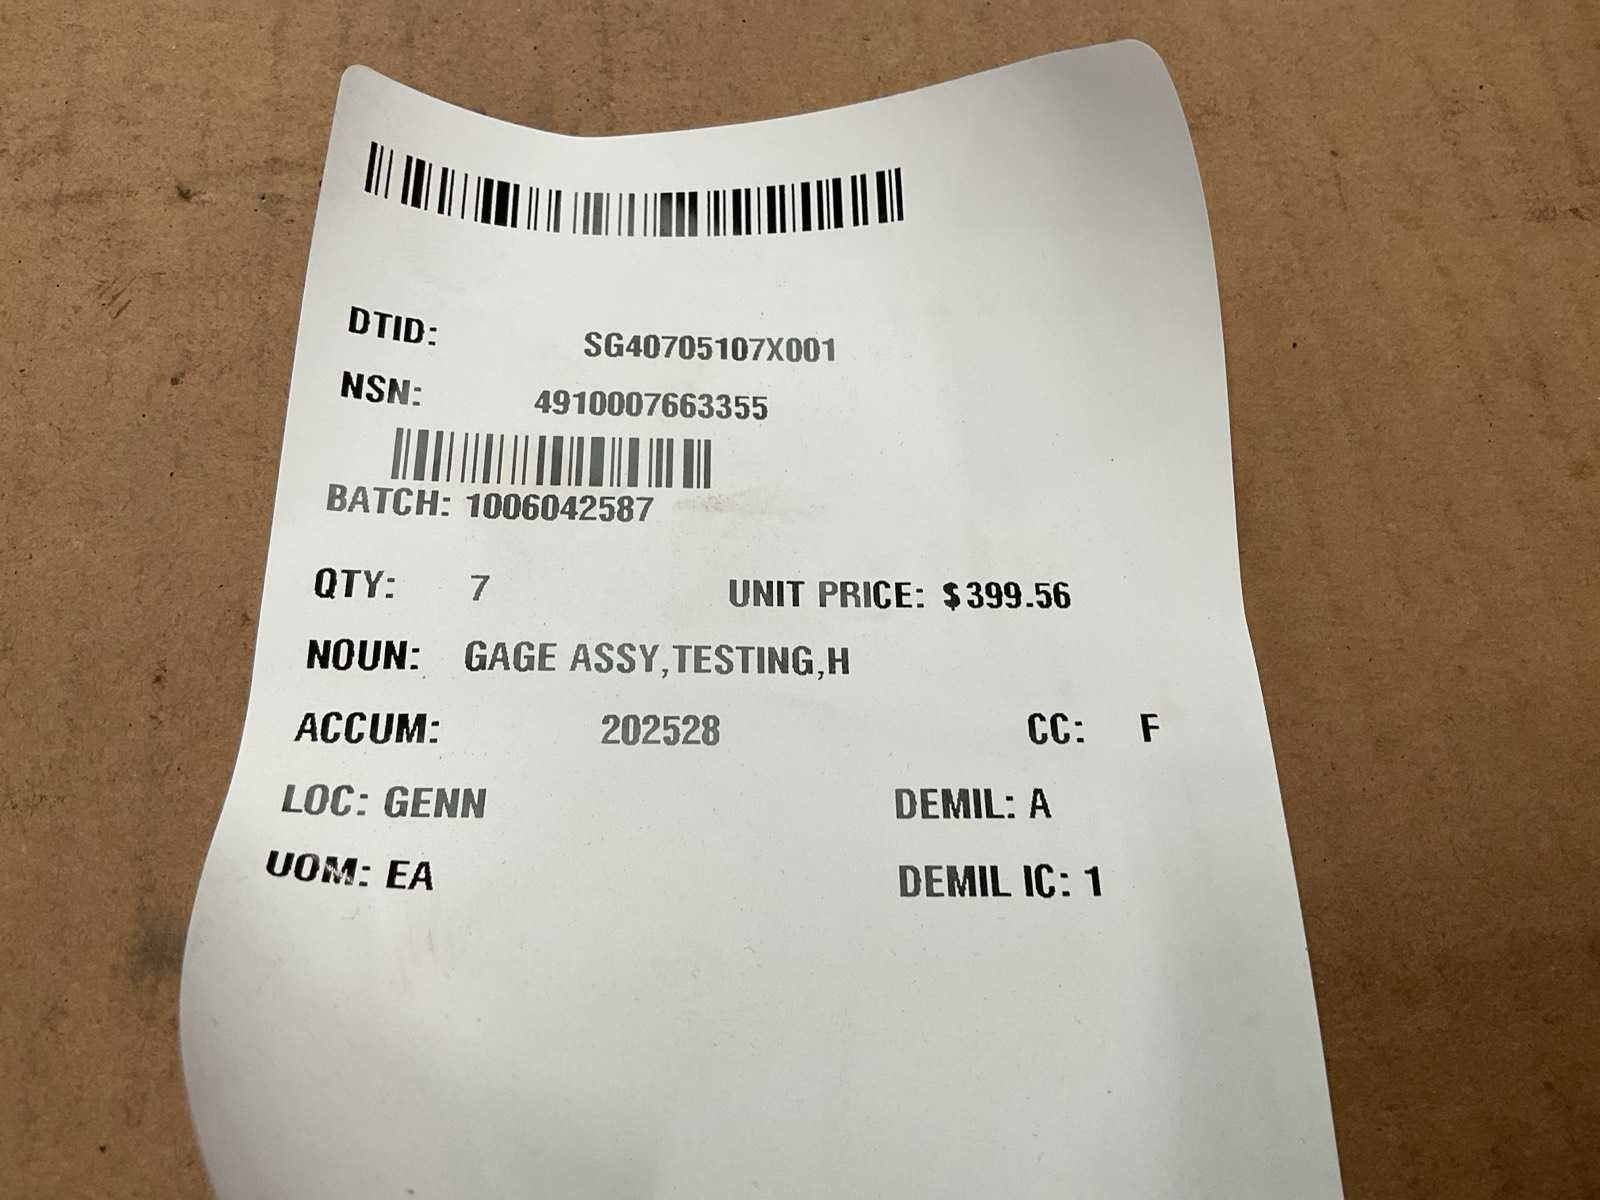 DTID: SG40705107X001
NSN: 4910007663355
BATCH: 1006042587
QTY: 7 UNIT PRICE: $399.56
NOUN: GAGE ASSY,TESTING,H
ACCUM: 202528 CC: F
LOC: GENN DEMIL: A
UOM: EA DEMIL IC: 1